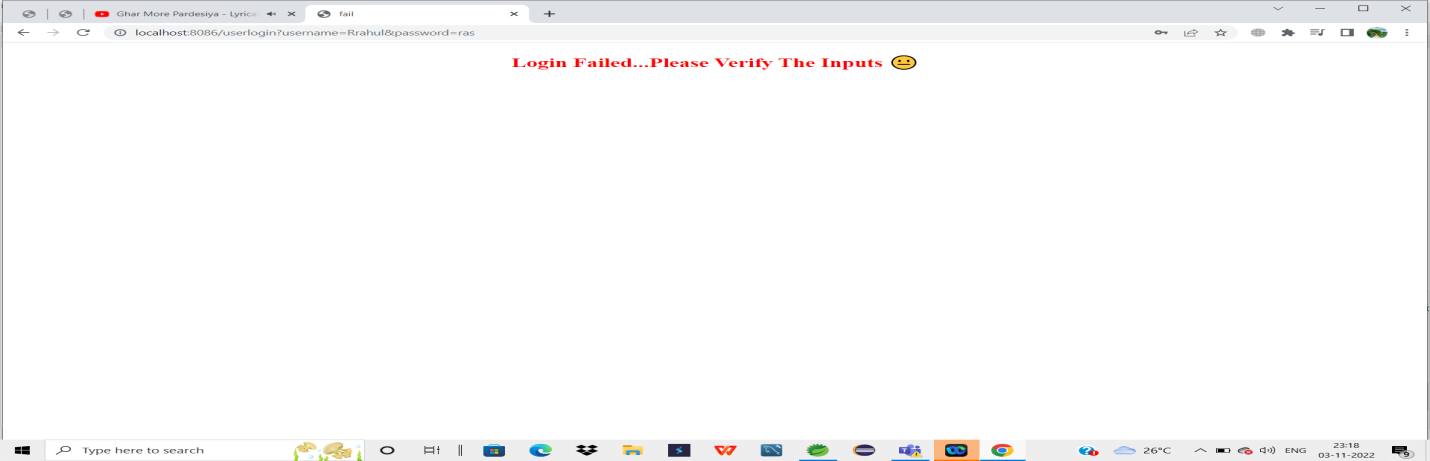 Ghar More Pardesiya - Lyrica
fail
localhost:8086/userlogin?username=Rrahul&password=ras
Login Failed...Please Verify The Inputs 😐
Type here to search
26°C
ENG
23:18
03-11-2022
9